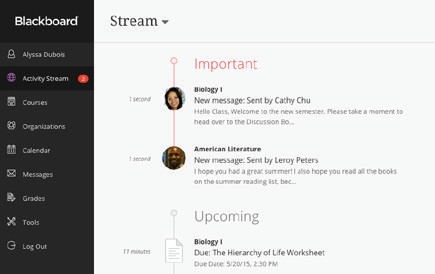 Blackboard
Stream
Alyssa Dubois
Activity Stream 2
Courses
Organizations
Calendar
Messages
Grades
Tools
Log Out
Important
1 second
Biology I
New message: Sent by Cathy Chu
Hello Class, Welcome to the new semester. Please take a moment to
head over to the Discussion Bo...
1 second
American Literature
New message: Sent by Leroy Peters
I hope you had a great summer! I also hope you read all the books
on the summer reading list, bec...
Upcoming
11 minutes
Biology I
Due: The Hierarchy of Life Worksheet
Due Date: 5/20/15, 2:30 PM